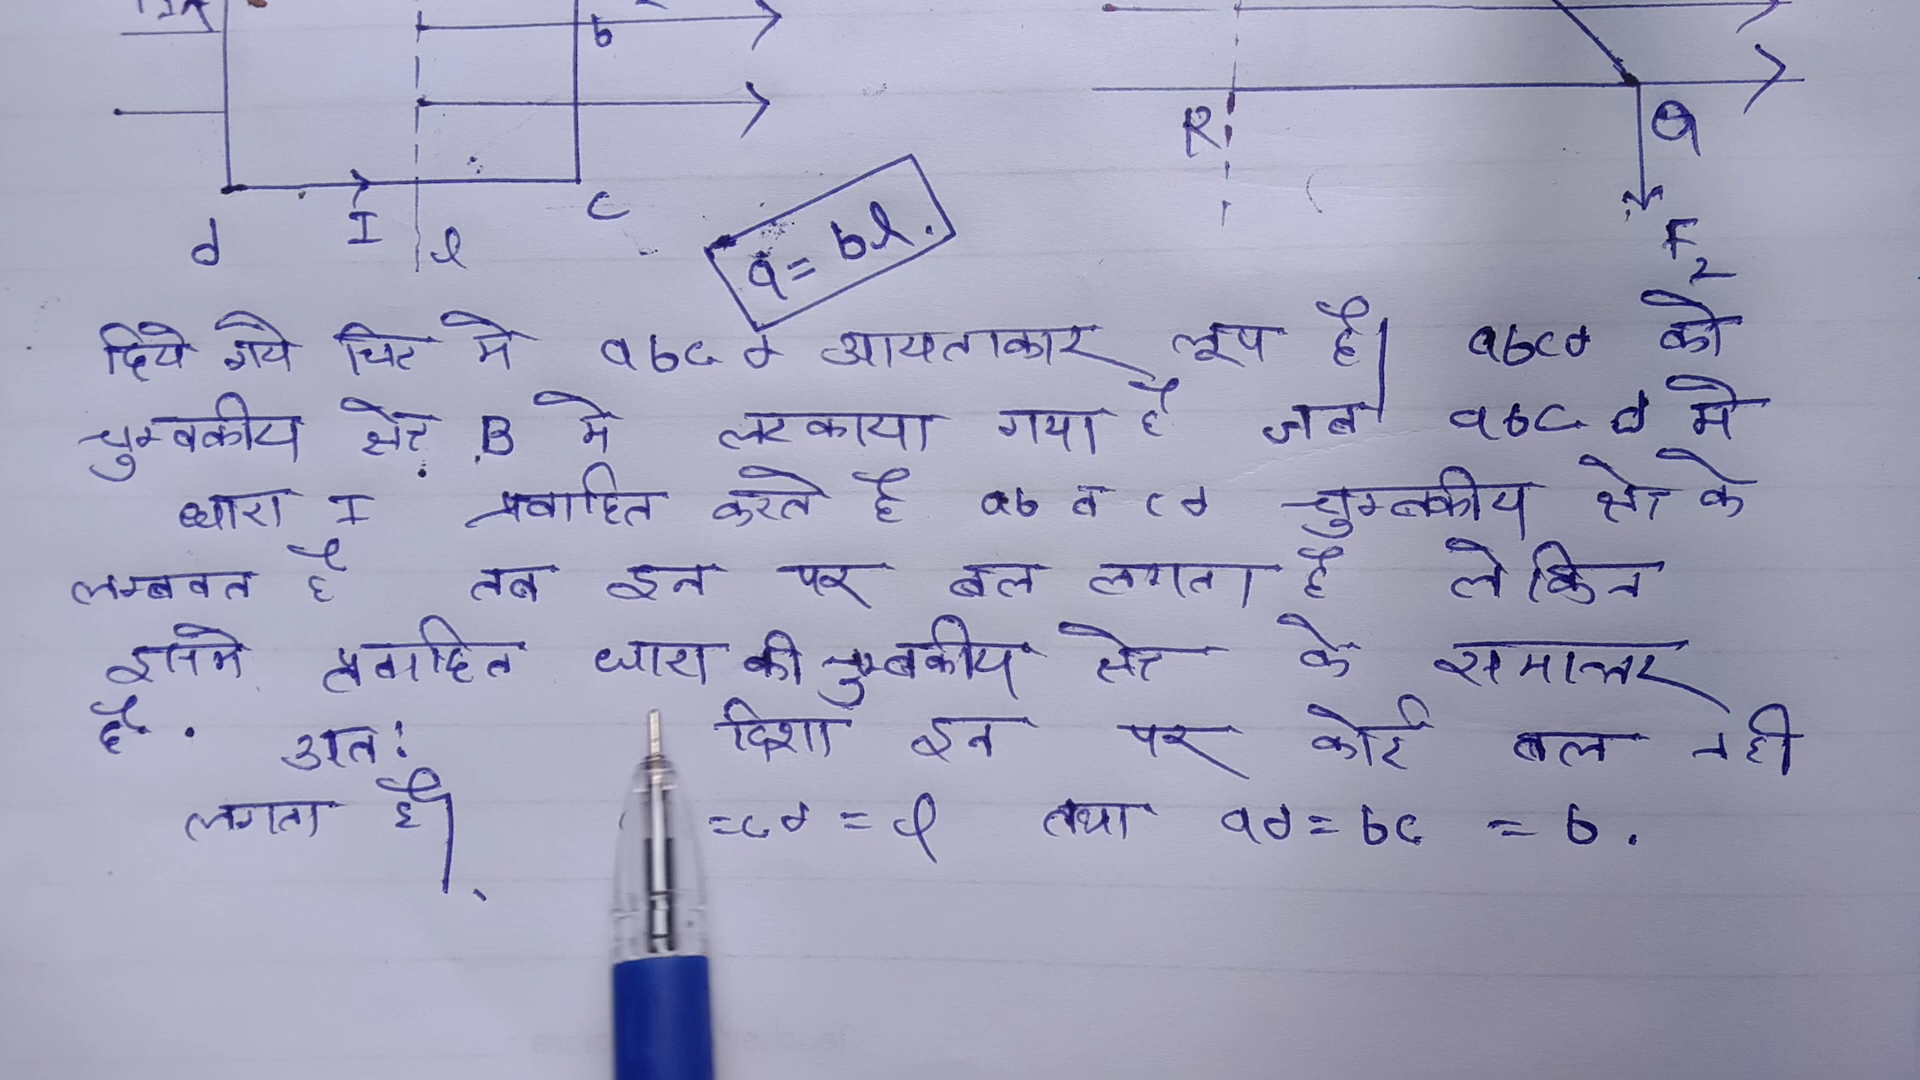 b
R
Q
d
I
l
c
a = bl.
F2
दिये गये चित्र मे abcd आयताकार लूप है। abcd को
चुम्बकीय क्षेत्र B मे लटकाया गया है जब abcd मे
धारा I प्रवाहित करते है ab व cd चुम्बकीय क्षेत्र के
लम्बवत है तब इन पर बल लगता है लेकिन
इनमे प्रवाहित धारा की चुम्बकीय क्षेत्र के समान्तर
है. अत: दिशा इन पर कोई बल नही
लगता है। =cd = l तथा ad = bc = b.